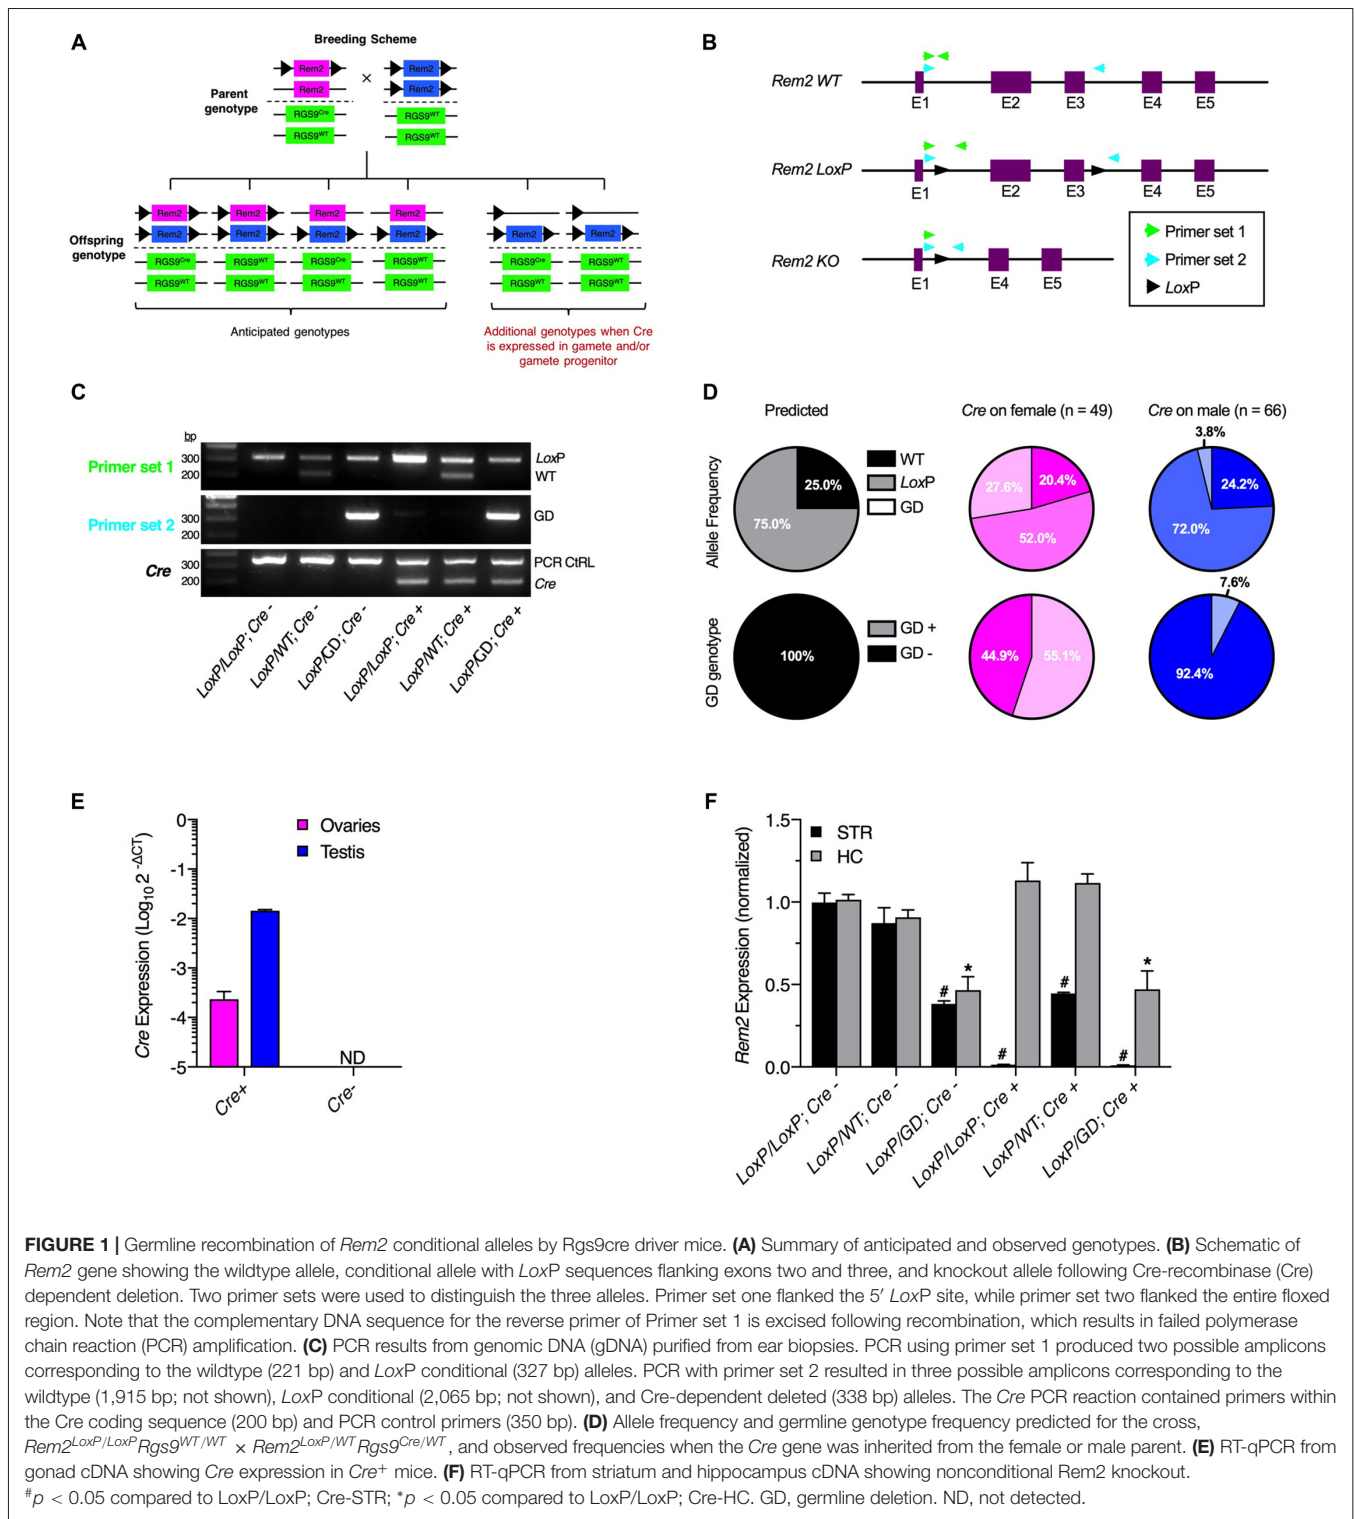 A
Breeding Scheme
Rem2
×
Rem2
Rem2
Rem2
Parent
genotype
RGS9Cre
RGS9WT
RGS9WT
RGS9WT
Rem2 Rem2 Rem2 Rem2
Rem2 Rem2 Rem2 Rem2 Rem2 Rem2
Offspring
genotype
RGS9Cre RGS9WT RGS9Cre RGS9WT RGS9Cre RGS9WT
RGS9WT RGS9WT RGS9WT RGS9WT RGS9WT RGS9WT
Anticipated genotypes
Additional genotypes when Cre
is expressed in gamete and/or
gamete progenitor
B
Rem2 WT
E1 E2 E3 E4 E5
Rem2 LoxP
E1 E2 E3 E4 E5
Rem2 KO
E1 E4 E5
Primer set 1
Primer set 2
LoxP
C
bp
Primer set 1
300
200
LoxP
WT
Primer set 2
300
200
GD
Cre
300
200
PCR CtRL
Cre
LoxP/LoxP; Cre -
LoxP/WT; Cre -
LoxP/GD; Cre -
LoxP/LoxP; Cre +
LoxP/WT; Cre +
LoxP/GD; Cre +
D
Predicted
Cre on female (n = 49)
Cre on male (n = 66)
Allele Frequency
25.0%
75.0%
WT
LoxP
GD
27.6%
20.4%
52.0%
3.8%
24.2%
72.0%
GD genotype
100%
GD +
GD -
44.9%
55.1%
7.6%
92.4%
E
Cre Expression (Log10 2-ΔCT)
0
-1
-2
-3
-4
-5
Ovaries
Testis
ND
Cre+
Cre-
F
Rem2 Expression (normalized)
1.5
1.0
0.5
0.0
STR
HC
#
*
#
#
#
*
LoxP/LoxP; Cre -
LoxP/WT; Cre -
LoxP/GD; Cre -
LoxP/LoxP; Cre +
LoxP/WT; Cre +
LoxP/GD; Cre +
FIGURE 1 | Germline recombination of Rem2 conditional alleles by Rgs9cre driver mice. (A) Summary of anticipated and observed genotypes. (B) Schematic of
Rem2 gene showing the wildtype allele, conditional allele with LoxP sequences flanking exons two and three, and knockout allele following Cre-recombinase (Cre)
dependent deletion. Two primer sets were used to distinguish the three alleles. Primer set one flanked the 5′ LoxP site, while primer set two flanked the entire floxed
region. Note that the complementary DNA sequence for the reverse primer of Primer set 1 is excised following recombination, which results in failed polymerase
chain reaction (PCR) amplification. (C) PCR results from genomic DNA (gDNA) purified from ear biopsies. PCR using primer set 1 produced two possible amplicons
corresponding to the wildtype (221 bp) and LoxP conditional (327 bp) alleles. PCR with primer set 2 resulted in three possible amplicons corresponding to the
wildtype (1,915 bp; not shown), LoxP conditional (2,065 bp; not shown), and Cre-dependent deleted (338 bp) alleles. The Cre PCR reaction contained primers within
the Cre coding sequence (200 bp) and PCR control primers (350 bp). (D) Allele frequency and germline genotype frequency predicted for the cross,
Rem2LoxP/LoxPRgs9WT/WT × Rem2LoxP/WTRgs9Cre/WT, and observed frequencies when the Cre gene was inherited from the female or male parent. (E) RT-qPCR from
gonad cDNA showing Cre expression in Cre+ mice. (F) RT-qPCR from striatum and hippocampus cDNA showing nonconditional Rem2 knockout.
#p < 0.05 compared to LoxP/LoxP; Cre-STR; *p < 0.05 compared to LoxP/LoxP; Cre-HC. GD, germline deletion. ND, not detected.